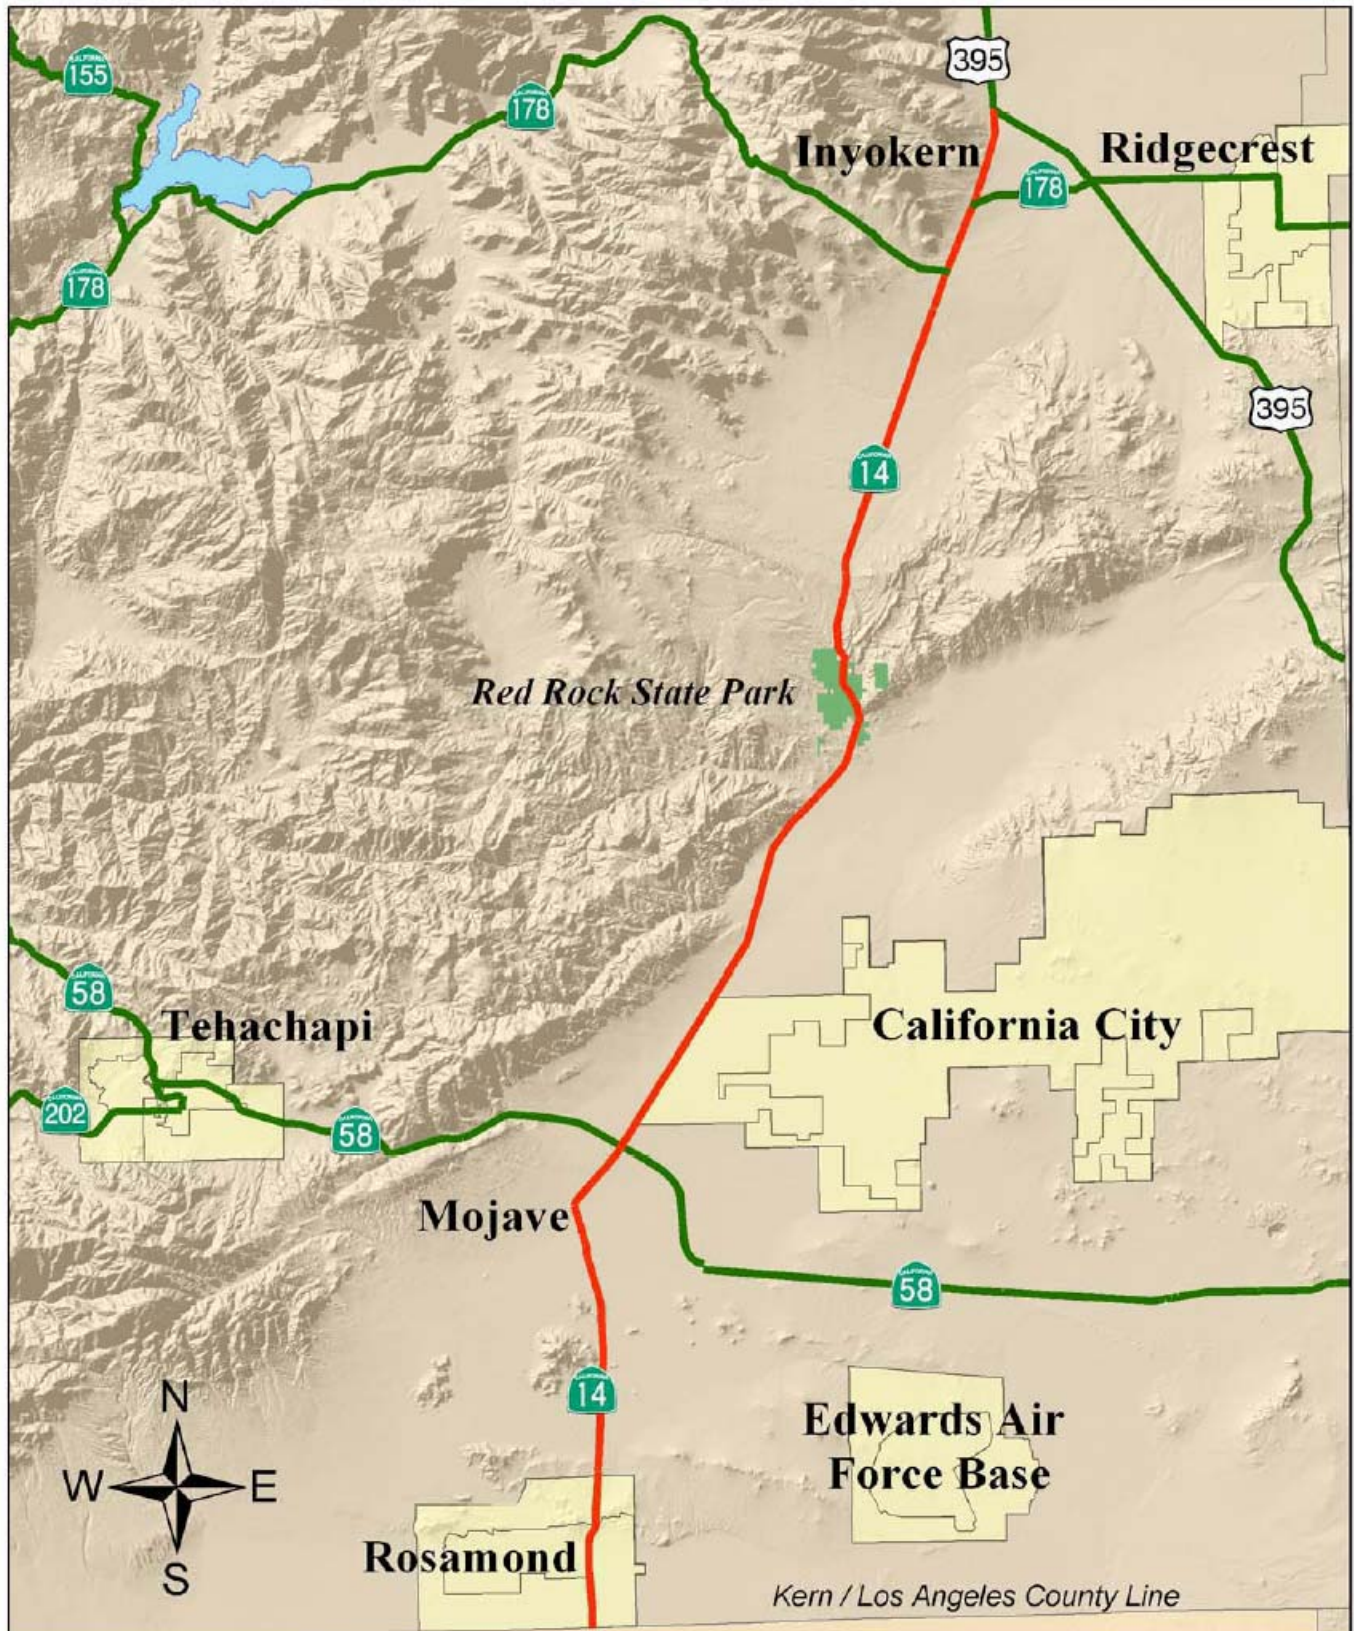 395
155
178
Inyokern
Ridgecrest
178
178
395
14
Red Rock State Park
58
Tehachapi
California City
202
58
Mojave
58
14
N
W
E
S
Edwards Air
Force Base
Rosamond
Kern / Los Angeles County Line